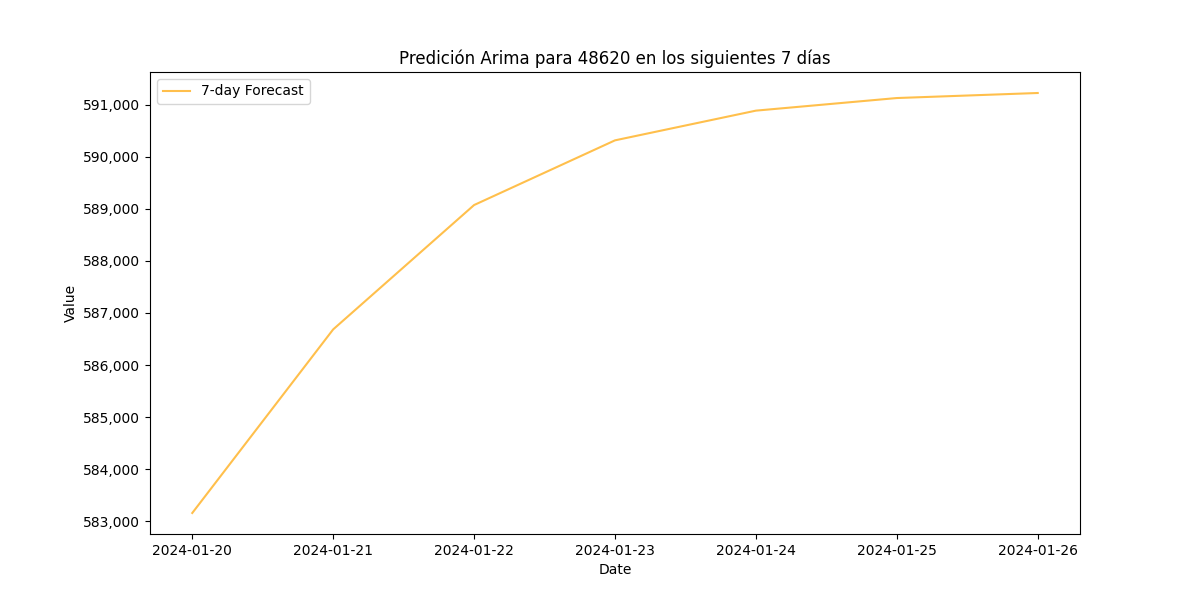 Predición Arima para 48620 en los siguientes 7 días
7-day Forecast
591,000
590,000
589,000
588,000
587,000
586,000
585,000
584,000
583,000
Value
2024-01-20 2024-01-21 2024-01-22 2024-01-23 2024-01-24 2024-01-25 2024-01-26
Date